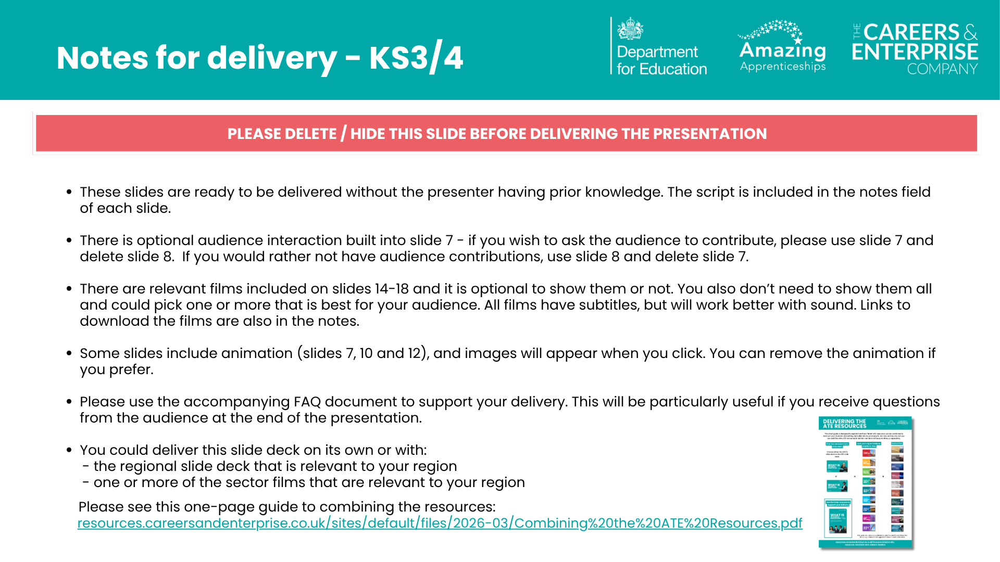 Notes for delivery - KS3/4
Department
for Education
Amazing
Apprenticeships
THE
CAREERS &
ENTERPRISE
COMPANY
PLEASE DELETE / HIDE THIS SLIDE BEFORE DELIVERING THE PRESENTATION
• These slides are ready to be delivered without the presenter having prior knowledge. The script is included in the notes field
of each slide.
• There is optional audience interaction built into slide 7 - if you wish to ask the audience to contribute, please use slide 7 and
delete slide 8.  If you would rather not have audience contributions, use slide 8 and delete slide 7.
• There are relevant films included on slides 14-18 and it is optional to show them or not. You also don’t need to show them all
and could pick one or more that is best for your audience. All films have subtitles, but will work better with sound. Links to
download the films are also in the notes.
• Some slides include animation (slides 7, 10 and 12), and images will appear when you click. You can remove the animation if
you prefer.
• Please use the accompanying FAQ document to support your delivery. This will be particularly useful if you receive questions
from the audience at the end of the presentation.
• You could deliver this slide deck on its own or with:
- the regional slide deck that is relevant to your region
- one or more of the sector films that are relevant to your region
Please see this one-page guide to combining the resources:
resources.careersandenterprise.co.uk/sites/default/files/2026-03/Combining%20the%20ATE%20Resources.pdf
DELIVERING THE
ATE RESOURCES